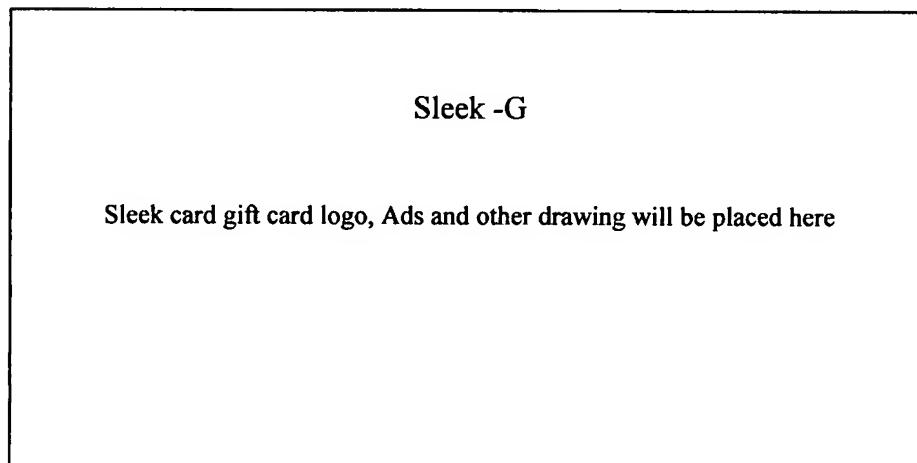 Sleek -G
Sleek card gift card logo, Ads and other drawing will be placed here